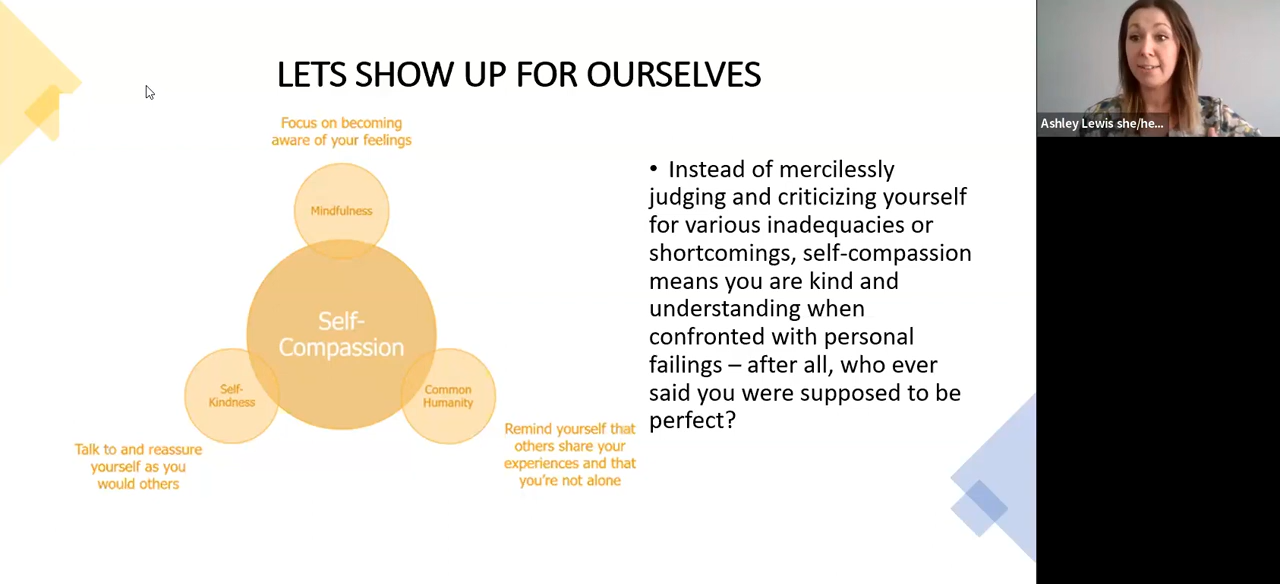 LETS SHOW UP FOR OURSELVES
Focus on becoming
aware of your feelings
Mindfulness
Self-
Compassion
Self-
Kindness
Common
Humanity
Talk to and reassure
yourself as you
would others
Remind yourself that
others share your
experiences and that
you're not alone
• Instead of mercilessly
judging and criticizing yourself
for various inadequacies or
shortcomings, self-compassion
means you are kind and
understanding when
confronted with personal
failings – after all, who ever
said you were supposed to be
perfect?
Ashley Lewis she/he...